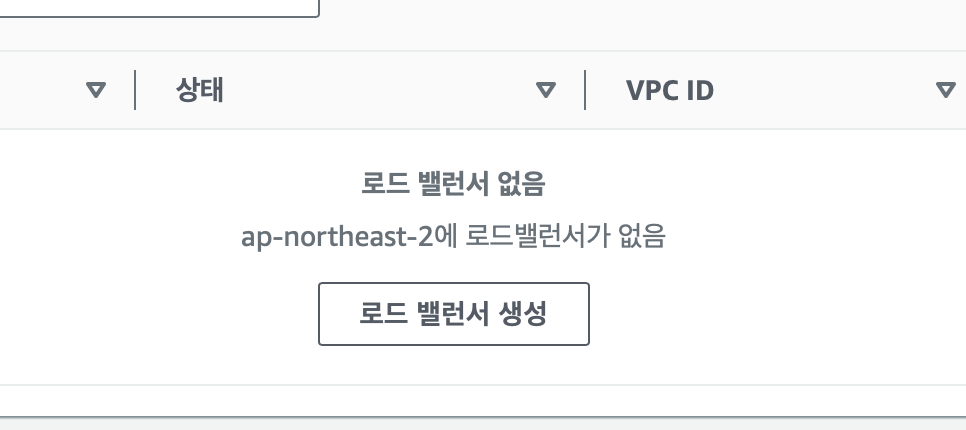 상태 VPC ID
로드 밸런서 없음
ap-northeast-2에 로드밸런서가 없음
로드 밸런서 생성